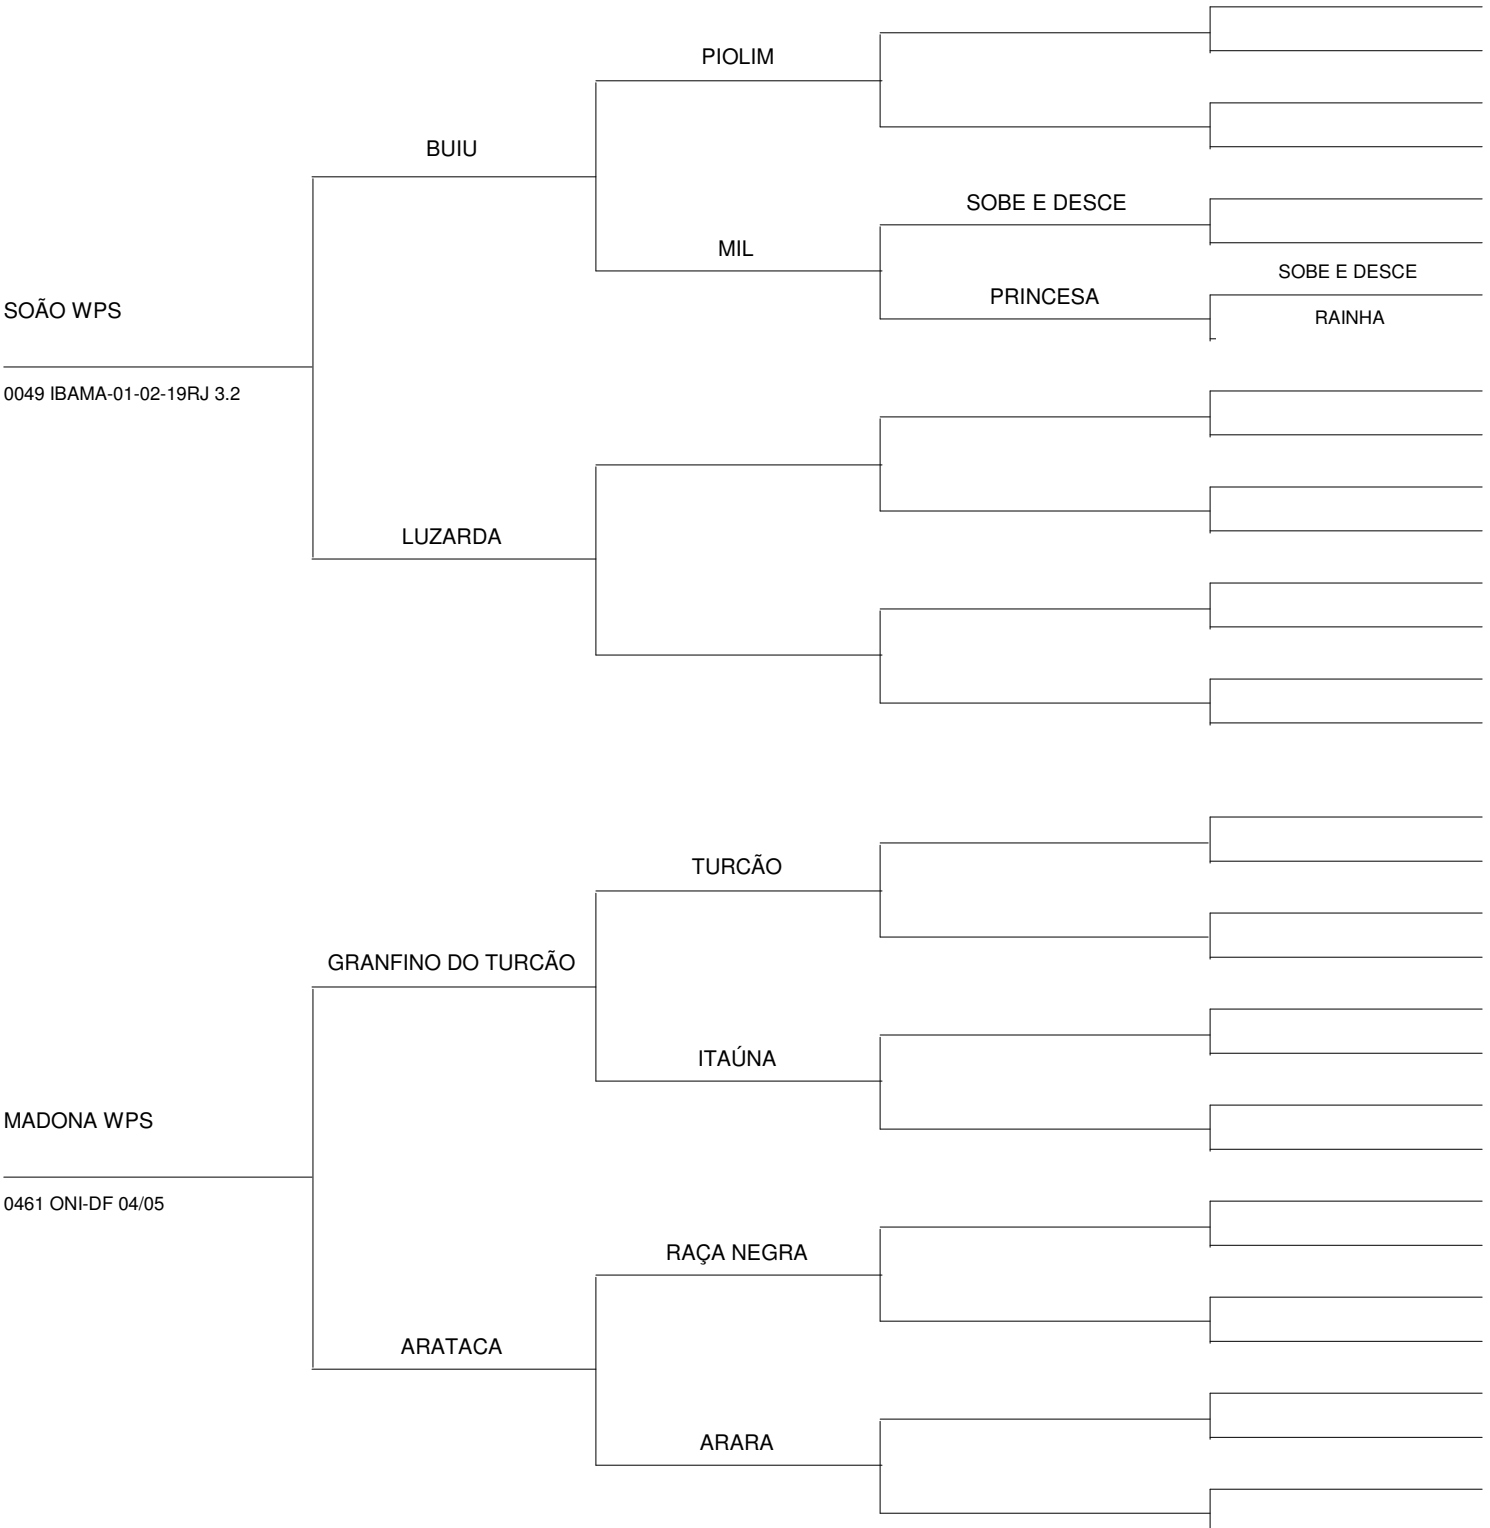 PIOLIM
BUIU
SOBE E DESCE
MIL
SOBE E DESCE
PRINCESA
SOÃO WPS
RAINHA
0049 IBAMA-01-02-19RJ 3.2
LUZARDA
TURCÃO
GRANFINO DO TURCÃO
ITAÚNA
MADONA WPS
0461 ONI-DF 04/05
RAÇA NEGRA
ARATACA
ARARA